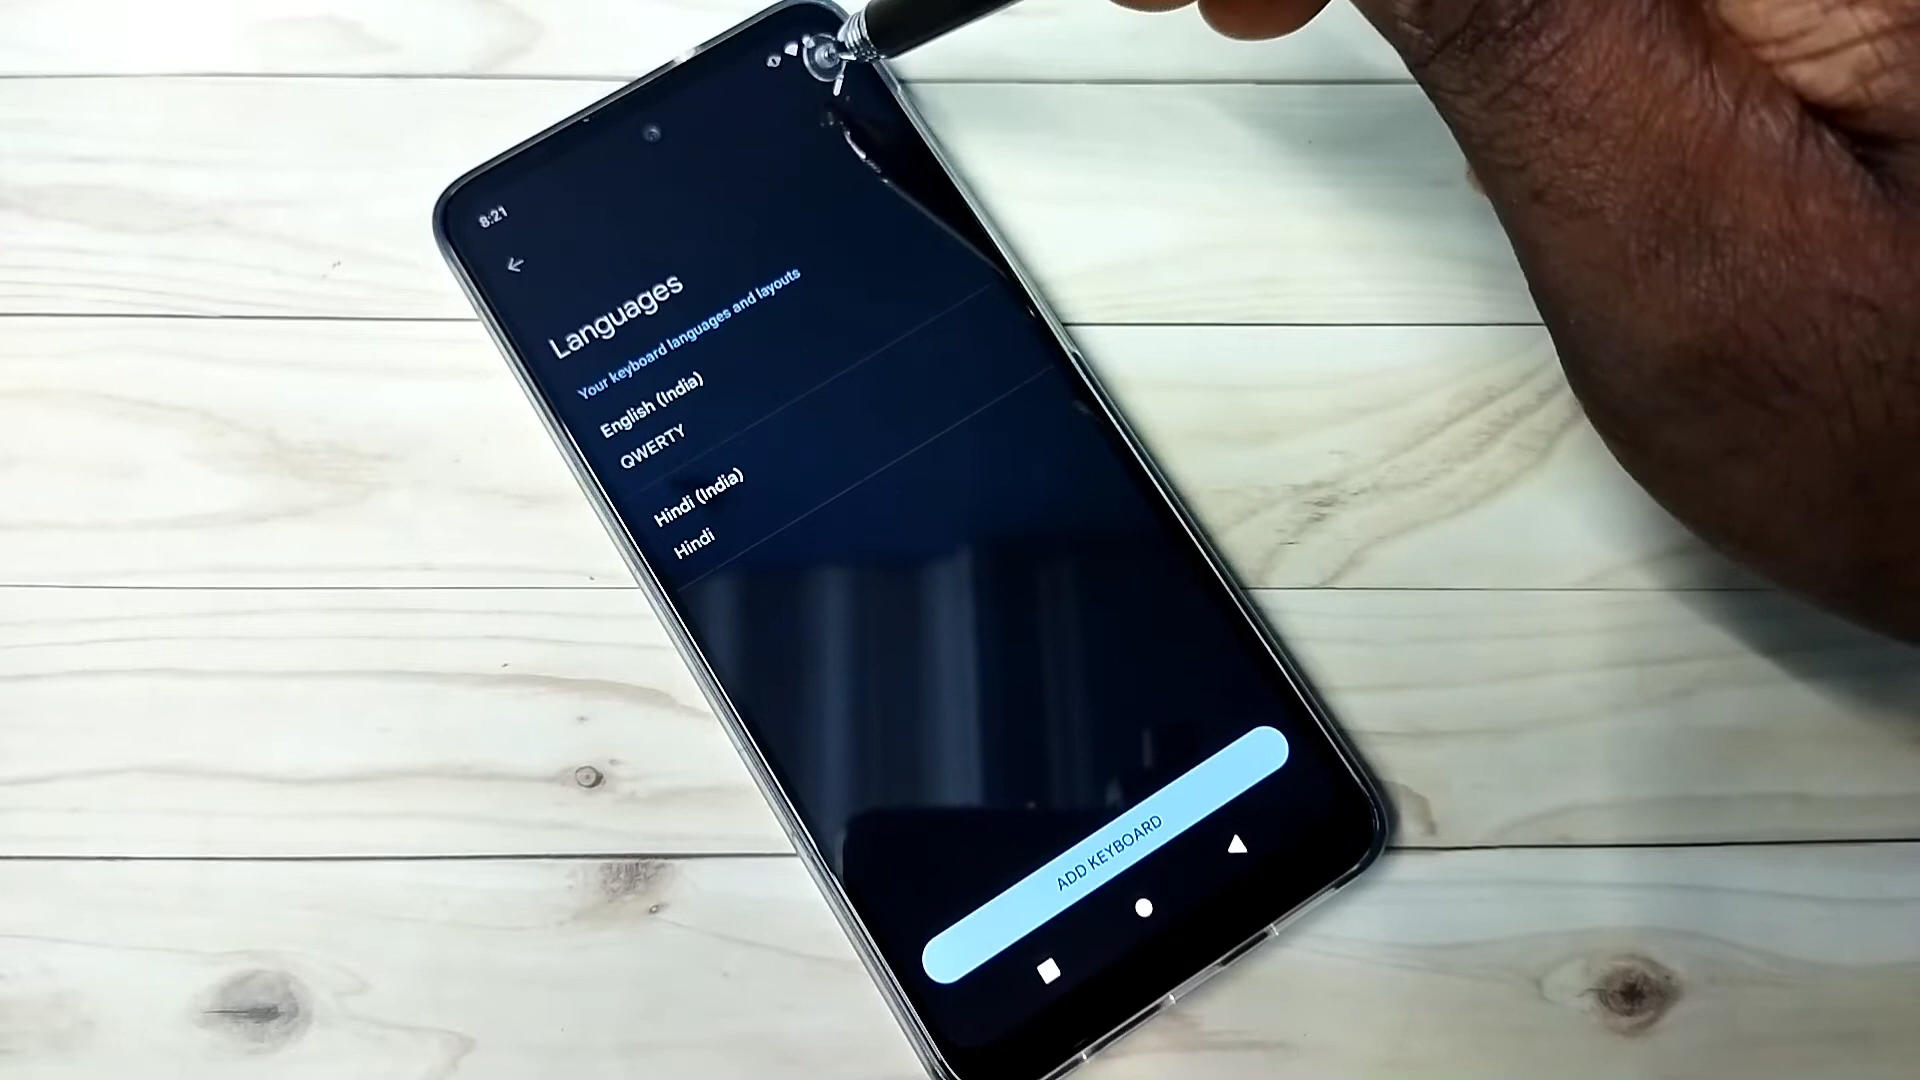 8:21
Languages
Your keyboard languages and layouts
English (India)
QWERTY
Hindi (India)
Hindi
ADD KEYBOARD